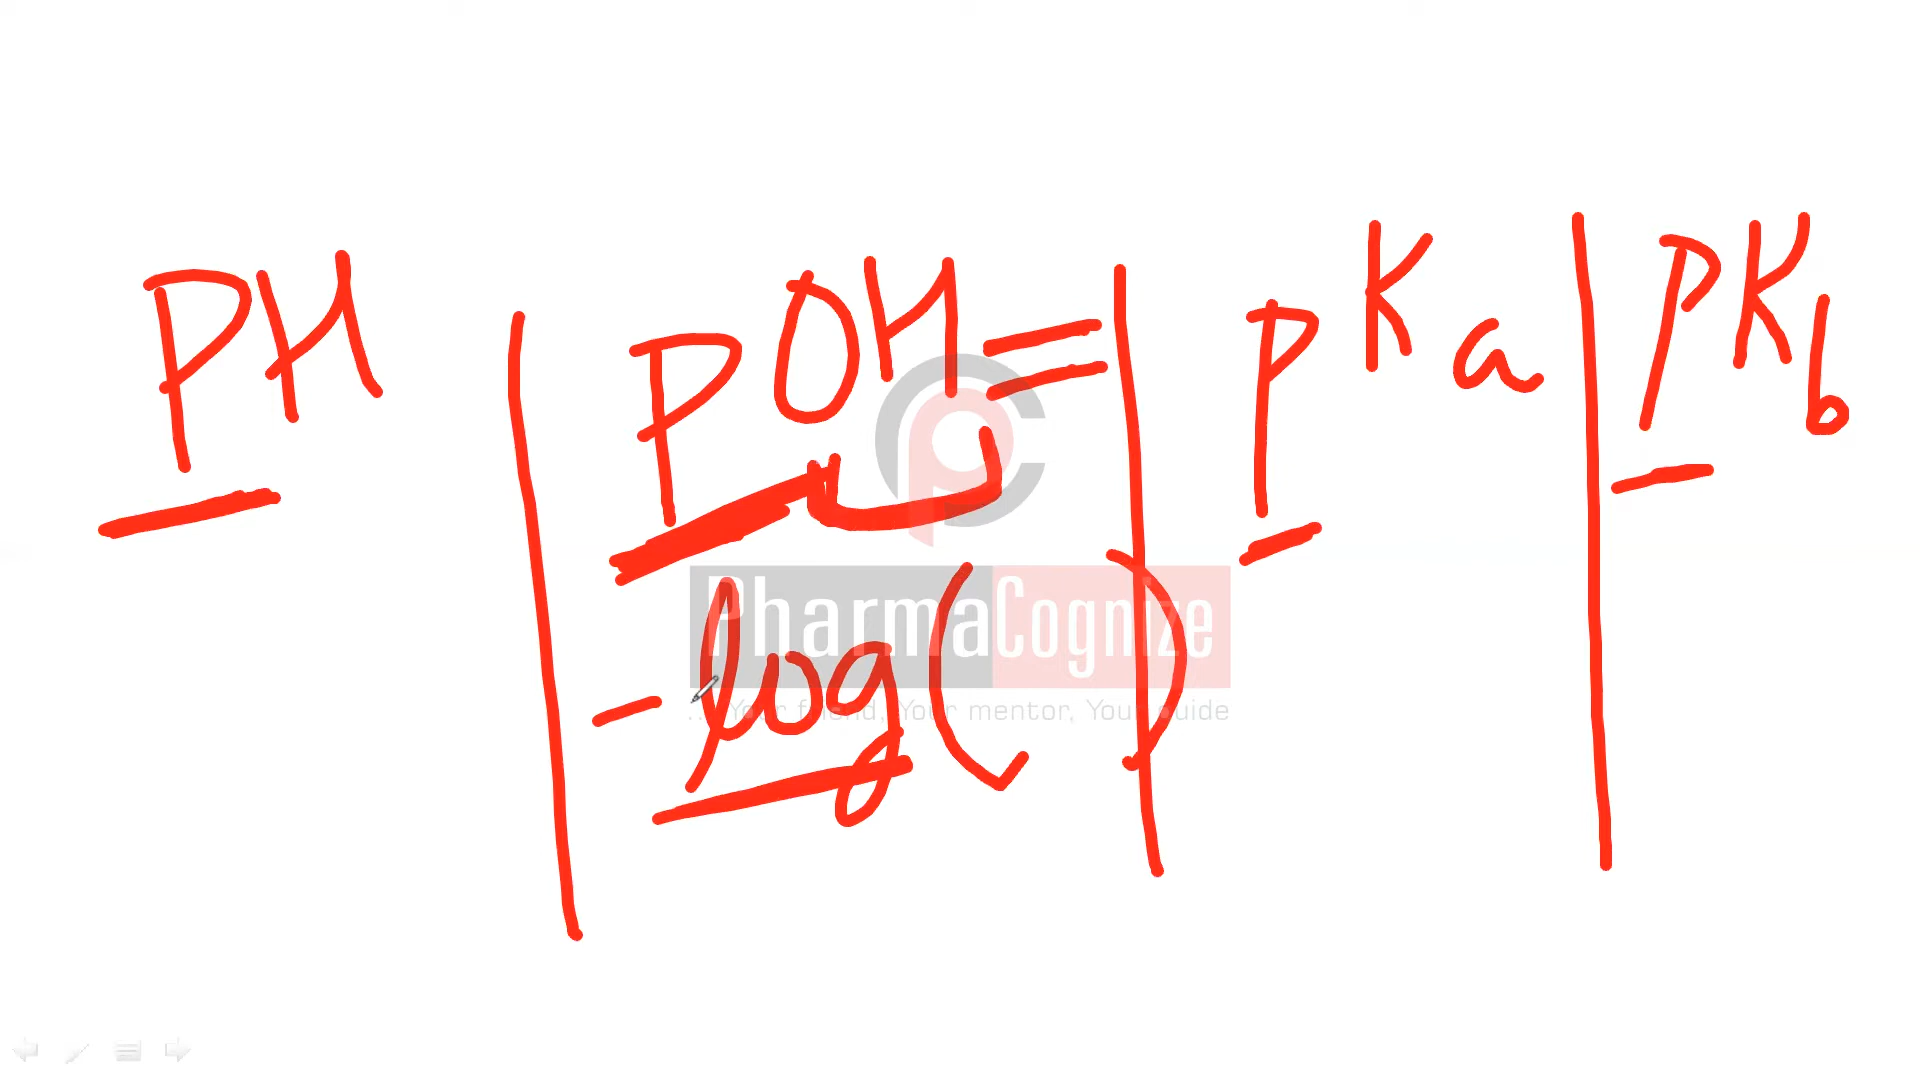 PH | POH = | PKa | PKb
- log ( )
PharmaCognize
...Your friend, Your mentor, Your guide